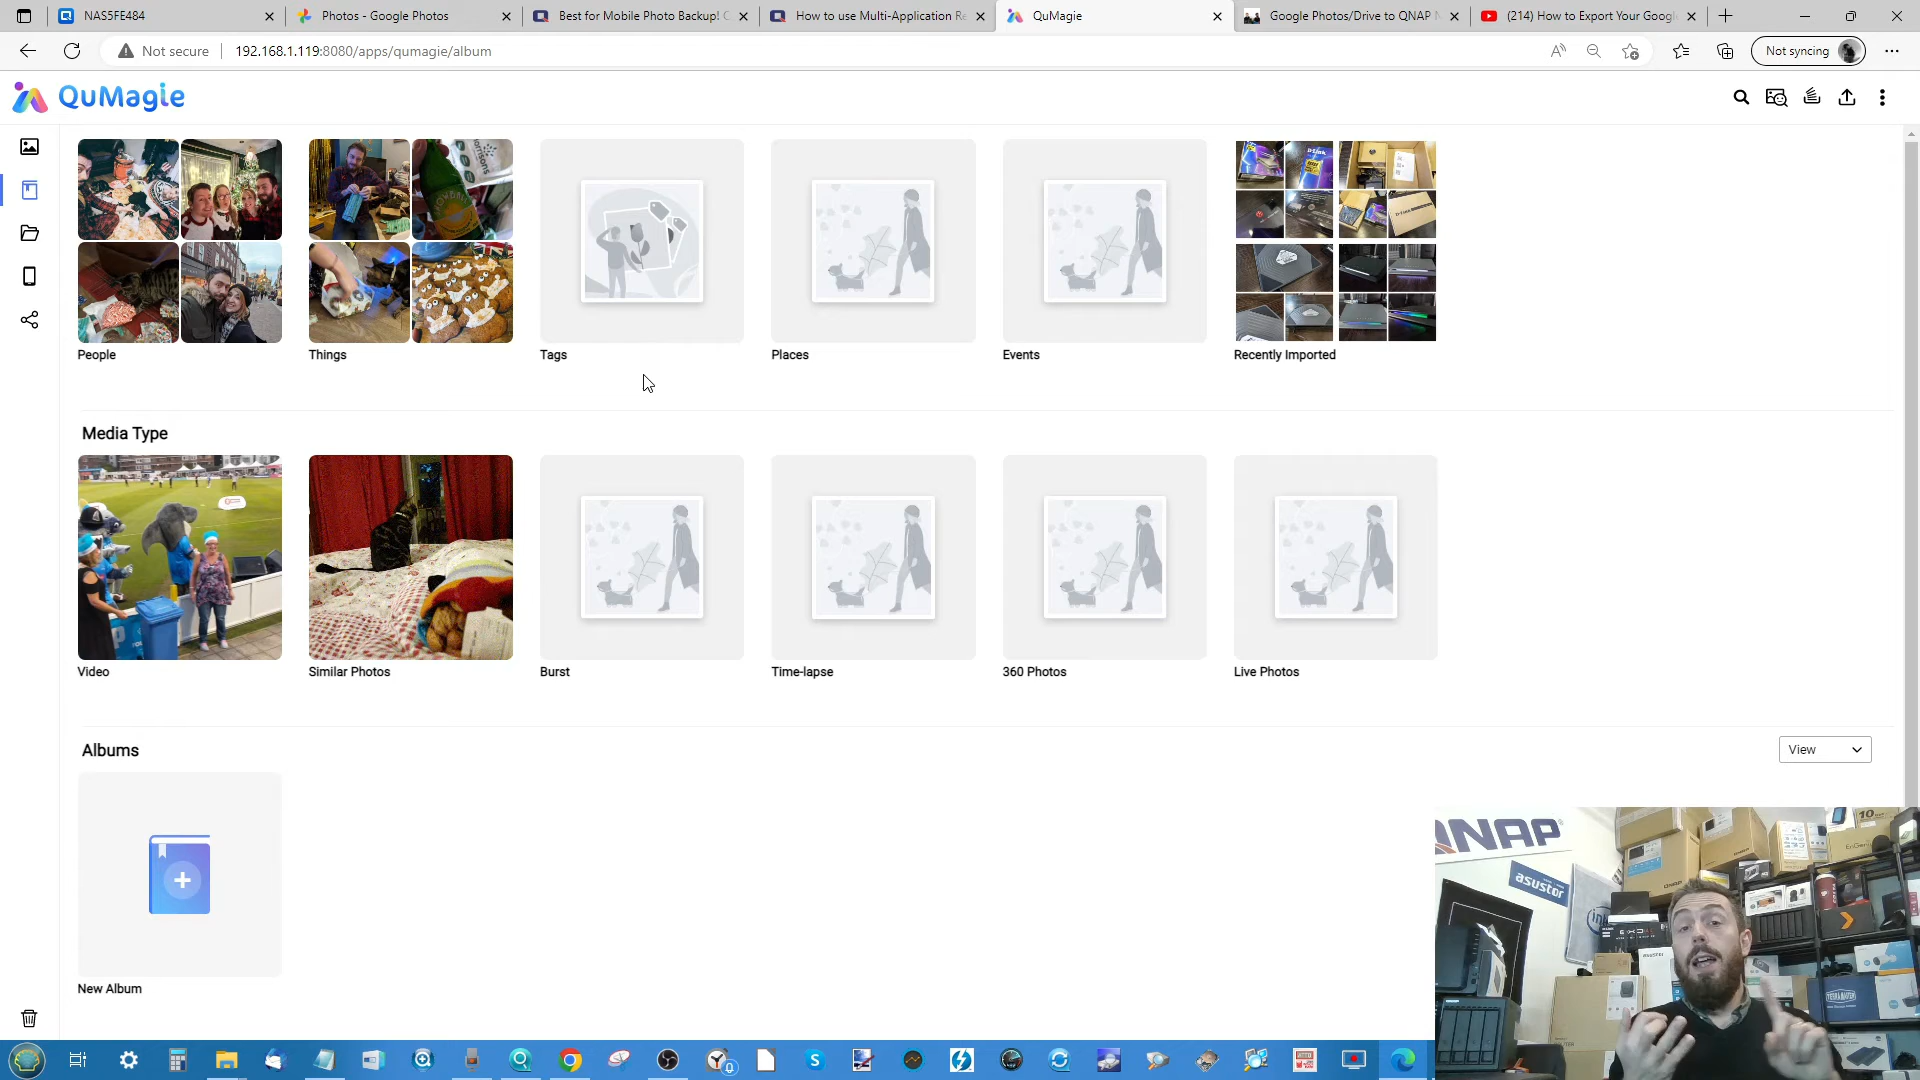 NAS5FE484
Photos - Google Photos
Best for Mobile Photo Backup! C
How to use Multi-Application Re
QuMagie
Google Photos/Drive to QNAP N
(214) How to Export Your Googl
Not secure
192.168.1.119:8080/apps/qumagie/album
Not syncing
QuMagie
People
Things
Tags
Places
Events
Recently Imported
Media Type
Video
Similar Photos
Burst
Time-lapse
360 Photos
Live Photos
Albums
View
New Album
QNAP
asustor